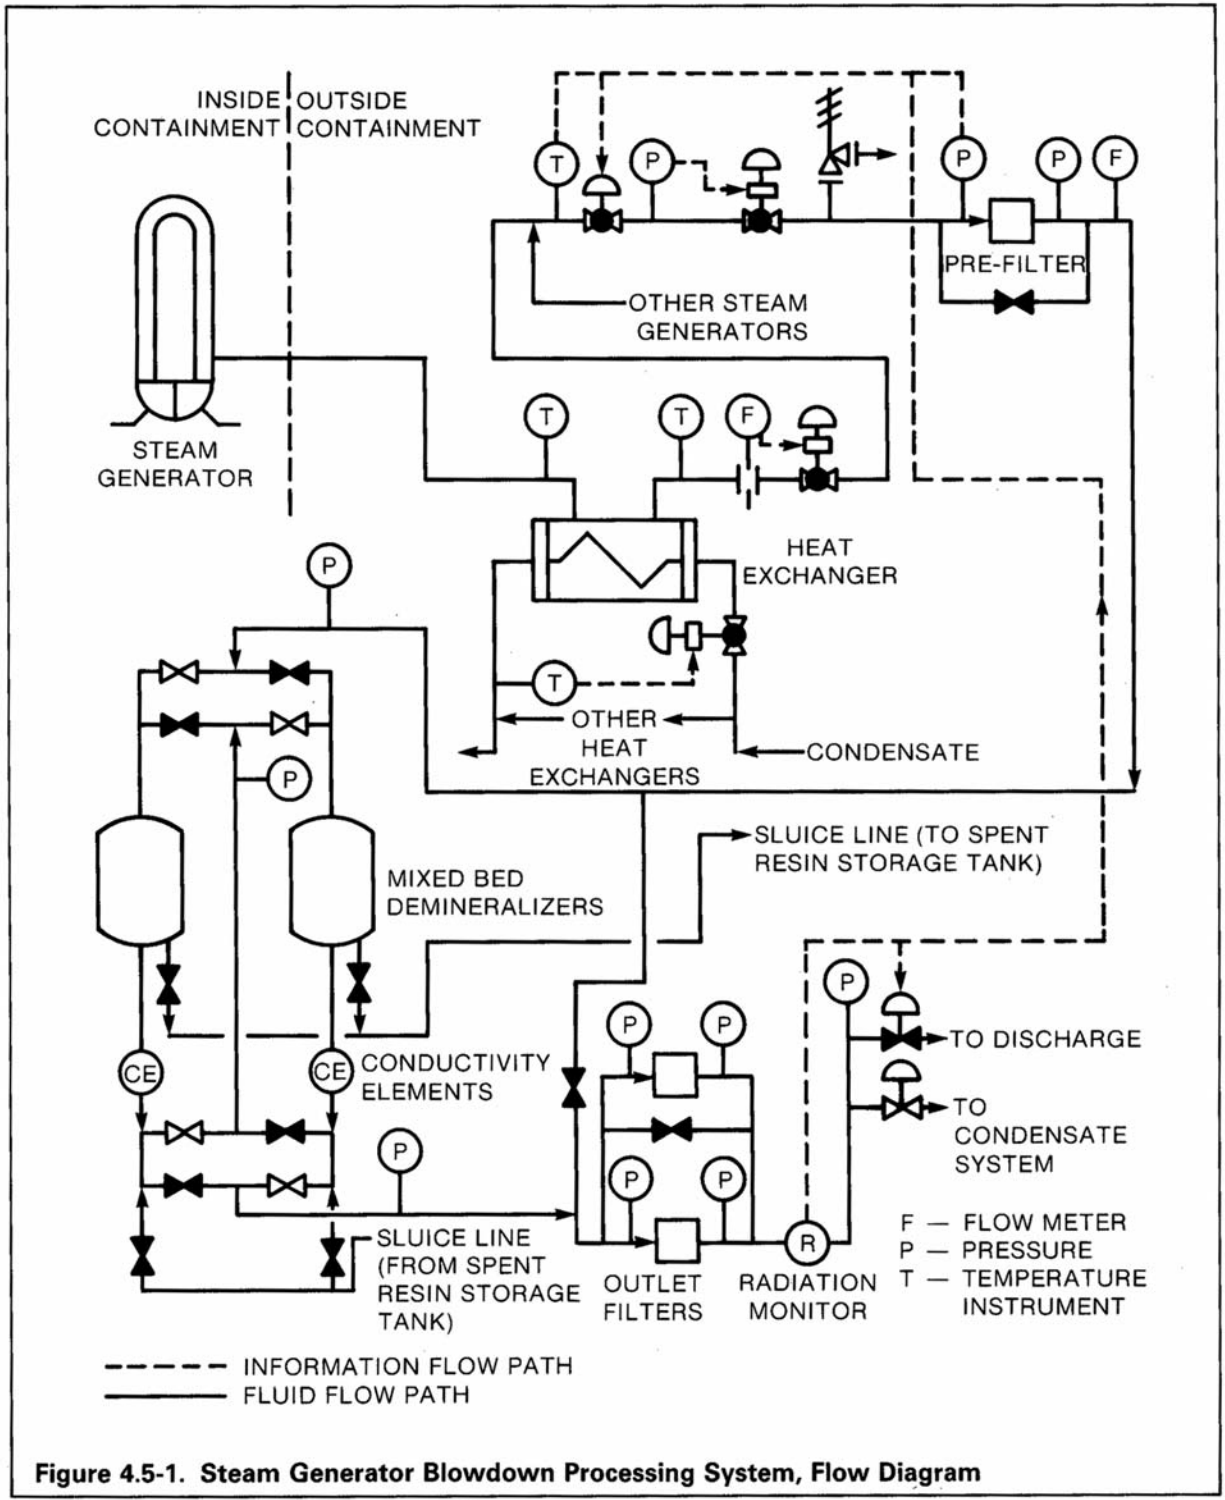 INSIDE
CONTAINMENT
OUTSIDE
CONTAINMENT
T
P
P
P
F
PRE-FILTER
OTHER STEAM
GENERATORS
STEAM
GENERATOR
T
T
F
HEAT
EXCHANGER
P
T
OTHER
HEAT
EXCHANGERS
CONDENSATE
P
SLUICE LINE (TO SPENT
RESIN STORAGE TANK)
MIXED BED
DEMINERALIZERS
P
P
P
TO DISCHARGE
CE
CE
CONDUCTIVITY
ELEMENTS
TO
CONDENSATE
SYSTEM
P
P
P
SLUICE LINE
(FROM SPENT
RESIN STORAGE
TANK)
OUTLET
FILTERS
R
RADIATION
MONITOR
F — FLOW METER
P — PRESSURE
T — TEMPERATURE
INSTRUMENT
INFORMATION FLOW PATH
FLUID FLOW PATH
Figure 4.5-1. Steam Generator Blowdown Processing System, Flow Diagram